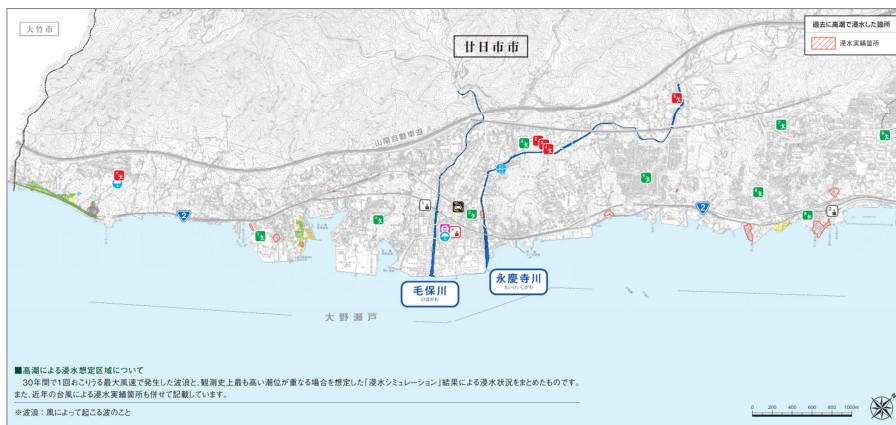 大竹市
廿日市市
過去に高潮で浸水した箇所
浸水実績箇所
山陽自動車道
2
2
毛保川
けぼがわ
永慶寺川
えいけいじがわ
大野瀬戸
■高潮による浸水想定区域について
30年間で1回おこりうる最大風速で発生した波浪と、観測史上最も高い潮位が重なる場合を想定した「浸水シミュレーション」結果による浸水状況をまとめたものです。
また、近年の台風による浸水実績箇所も併せて記載しています。
※波浪：風によって起こる波のこと
0 200 400 600 800 1000m